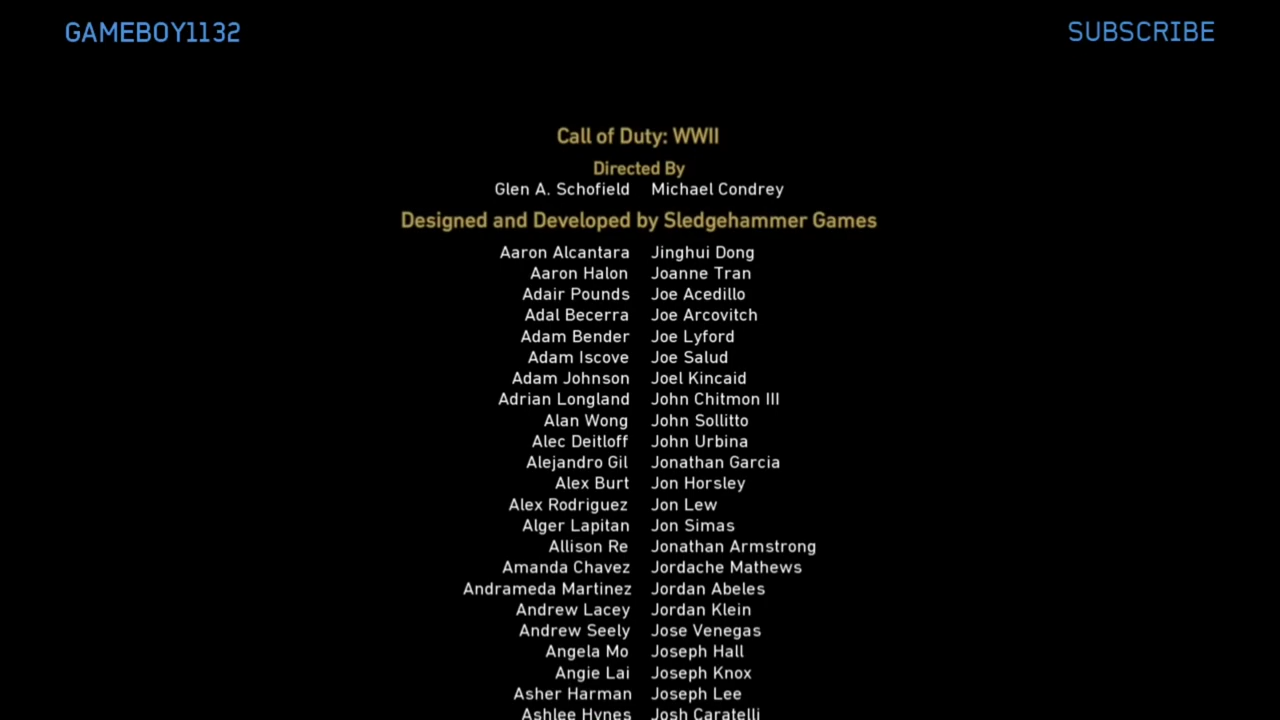 GAMEBOY1132 SUBSCRIBE
Call of Duty: WWII
Directed By
Glen A. Schofield Michael Condrey
Designed and Developed by Sledgehammer Games
Aaron Alcantara Jinghui Dong
Aaron Halon Joanne Tran
Adair Pounds Joe Acedillo
Adal Becerra Joe Arcovitch
Adam Bender Joe Lyford
Adam Iscove Joe Salud
Adam Johnson Joel Kincaid
Adrian Longland John Chitmon III
Alan Wong John Sollitto
Alec Deitloff John Urbina
Alejandro Gil Jonathan Garcia
Alex Burt Jon Horsley
Alex Rodriguez Jon Lew
Alger Lapitan Jon Simas
Allison Re Jonathan Armstrong
Amanda Chavez Jordache Mathews
Andrameda Martinez Jordan Abeles
Andrew Lacey Jordan Klein
Andrew Seely Jose Venegas
Angela Mo Joseph Hall
Angie Lai Joseph Knox
Asher Harman Joseph Lee
Ashlee Hynes Josh Caratelli